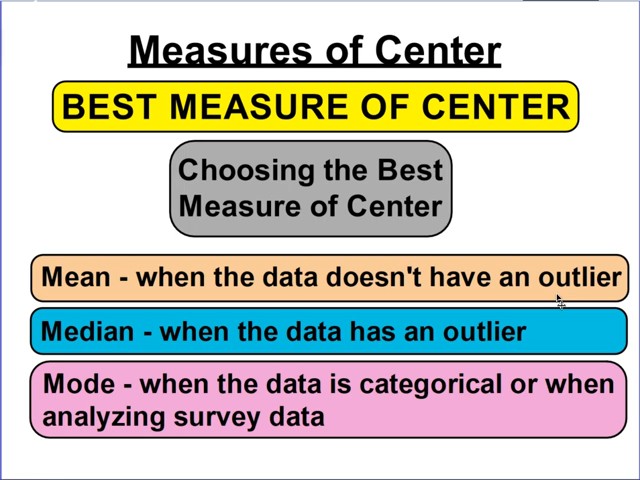 Measures of Center
BEST MEASURE OF CENTER
Choosing the Best
Measure of Center
Mean - when the data doesn't have an outlier
Median - when the data has an outlier
Mode - when the data is categorical or when
analyzing survey data